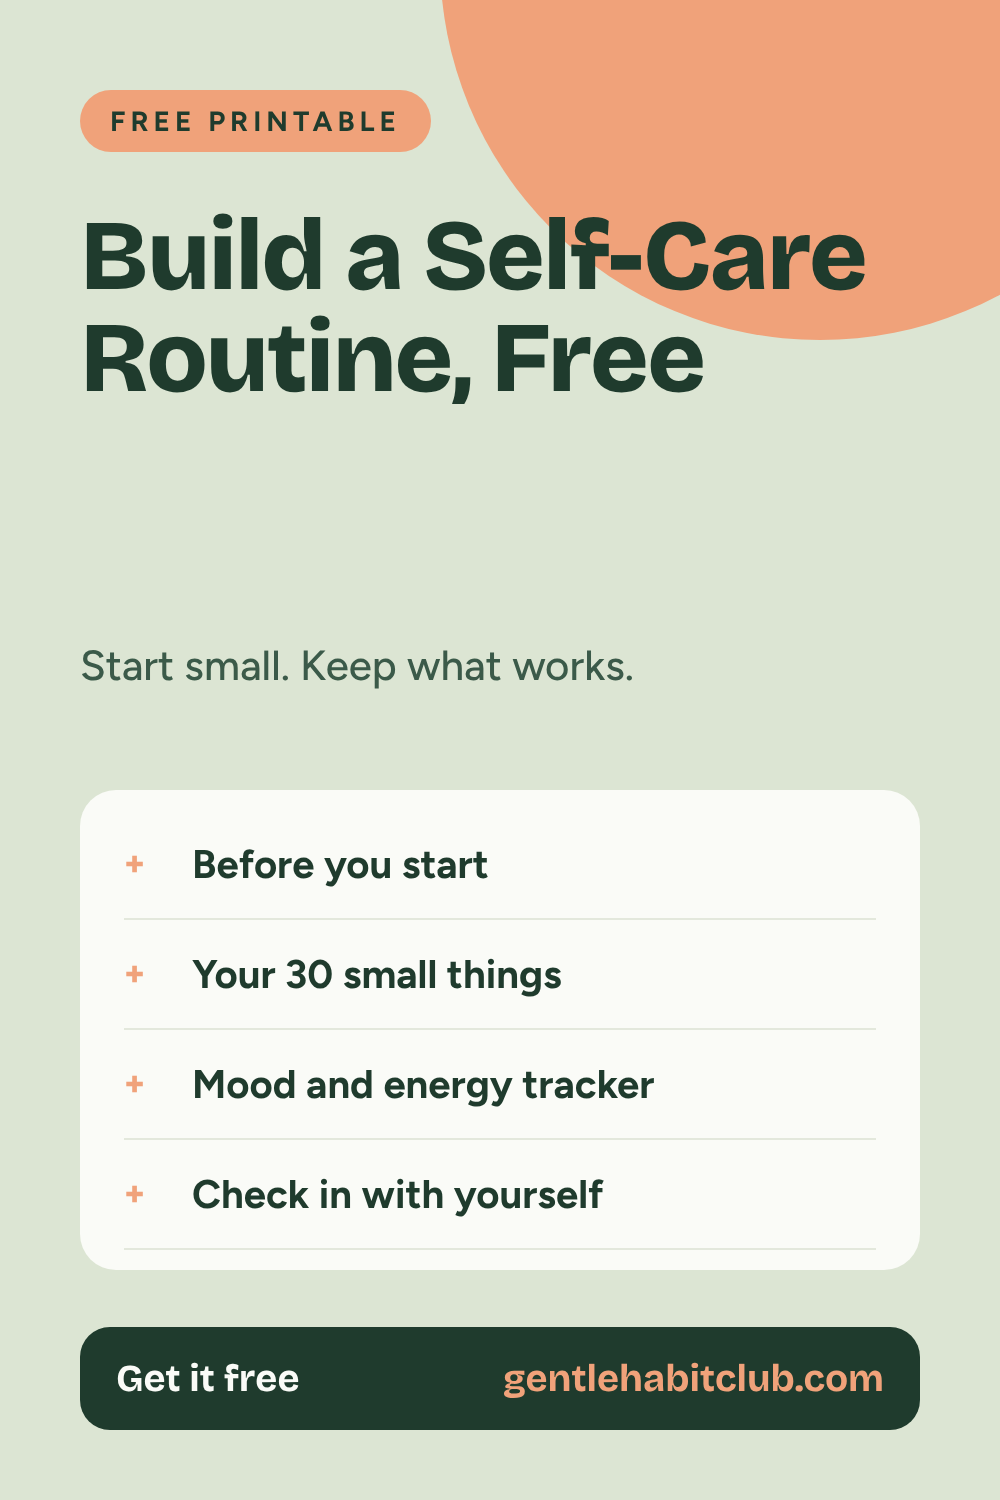 FREE PRINTABLE
Build a Self-Care
Routine, Free
Start small. Keep what works.
+ Before you start
+ Your 30 small things
+ Mood and energy tracker
+ Check in with yourself
Get it free gentlehabitclub.com